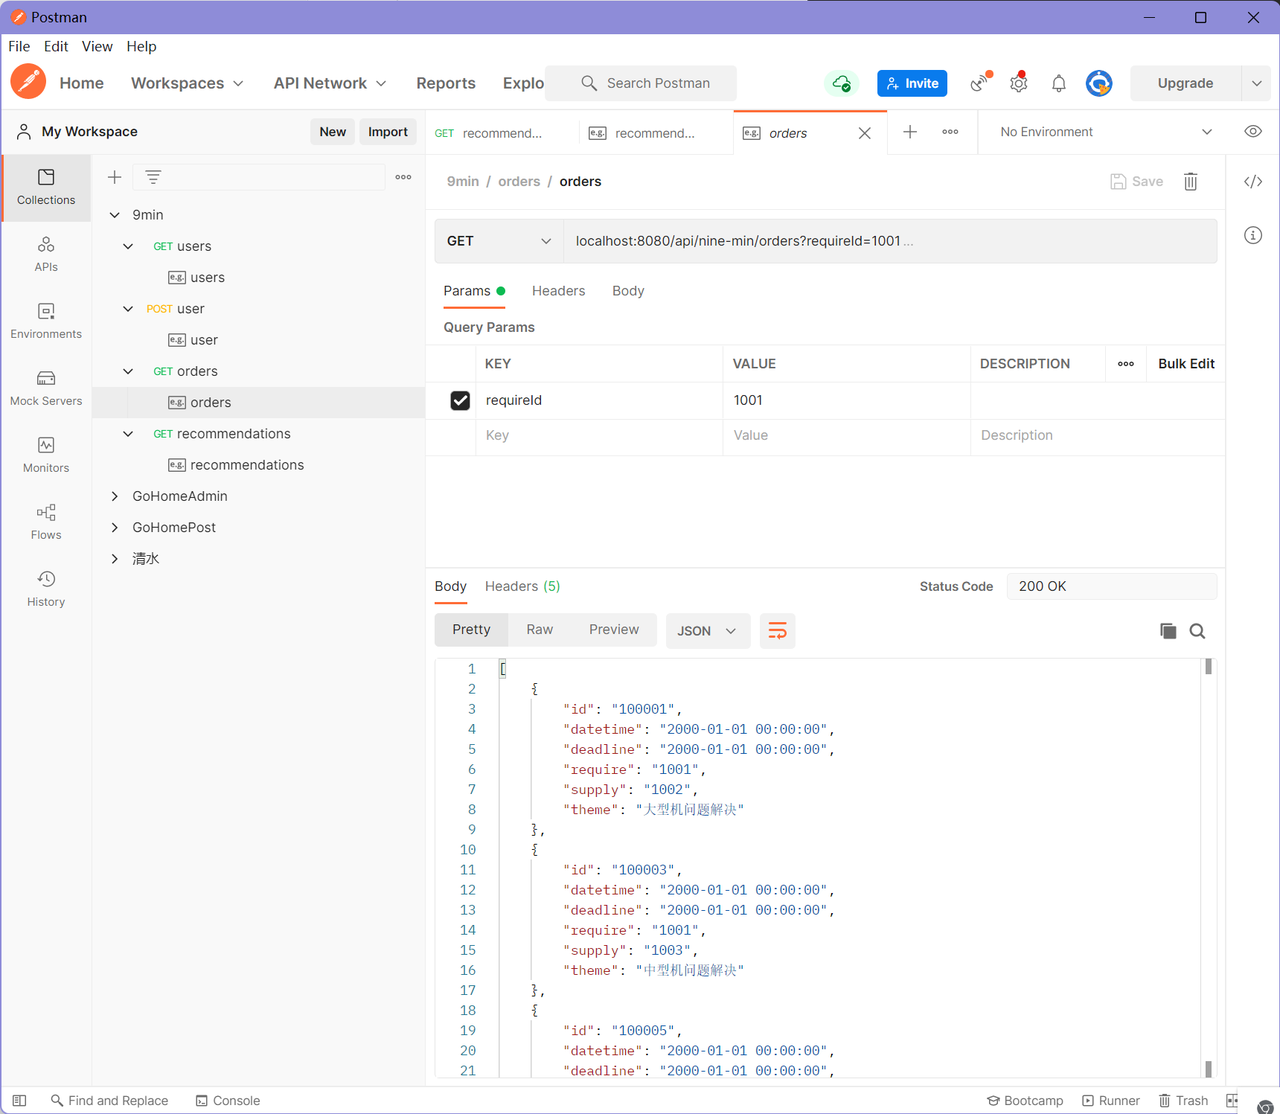 Postman
File Edit View Help
Home Workspaces API Network Reports Explo Search Postman Invite Upgrade
My Workspace New Import GET recommend... e.g. recommend... e.g. orders No Environment
Collections
APIs
Environments
Mock Servers
Monitors
Flows
History
9min
GET users
e.g. users
POST user
e.g. user
GET orders
e.g. orders
GET recommendations
e.g. recommendations
GoHomeAdmin
GoHomePost
清水
9min / orders / orders Save
GET localhost:8080/api/nine-min/orders?requireId=1001 ...
Params Headers Body
Query Params
KEY VALUE DESCRIPTION Bulk Edit
requireId 1001
Key Value Description
Body Headers (5) Status Code 200 OK
Pretty Raw Preview JSON
1 [
2 {
3 "id": "100001",
4 "datetime": "2000-01-01 00:00:00",
5 "deadline": "2000-01-01 00:00:00",
6 "require": "1001",
7 "supply": "1002",
8 "theme": "大型机问题解决"
9 },
10 {
11 "id": "100003",
12 "datetime": "2000-01-01 00:00:00",
13 "deadline": "2000-01-01 00:00:00",
14 "require": "1001",
15 "supply": "1003",
16 "theme": "中型机问题解决"
17 },
18 {
19 "id": "100005",
20 "datetime": "2000-01-01 00:00:00",
21 "deadline": "2000-01-01 00:00:00",
Find and Replace Console Bootcamp Runner Trash